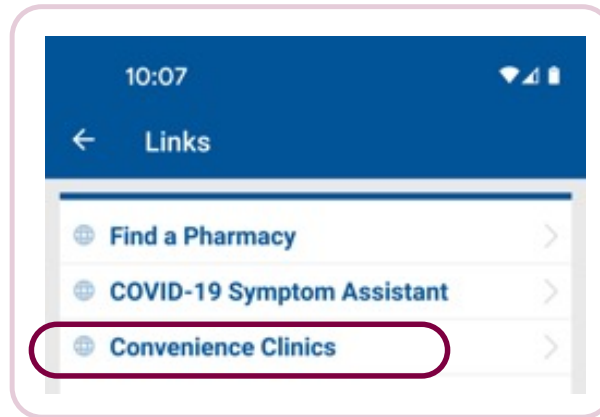 10:07
Links
Find a Pharmacy
COVID-19 Symptom Assistant
Convenience Clinics